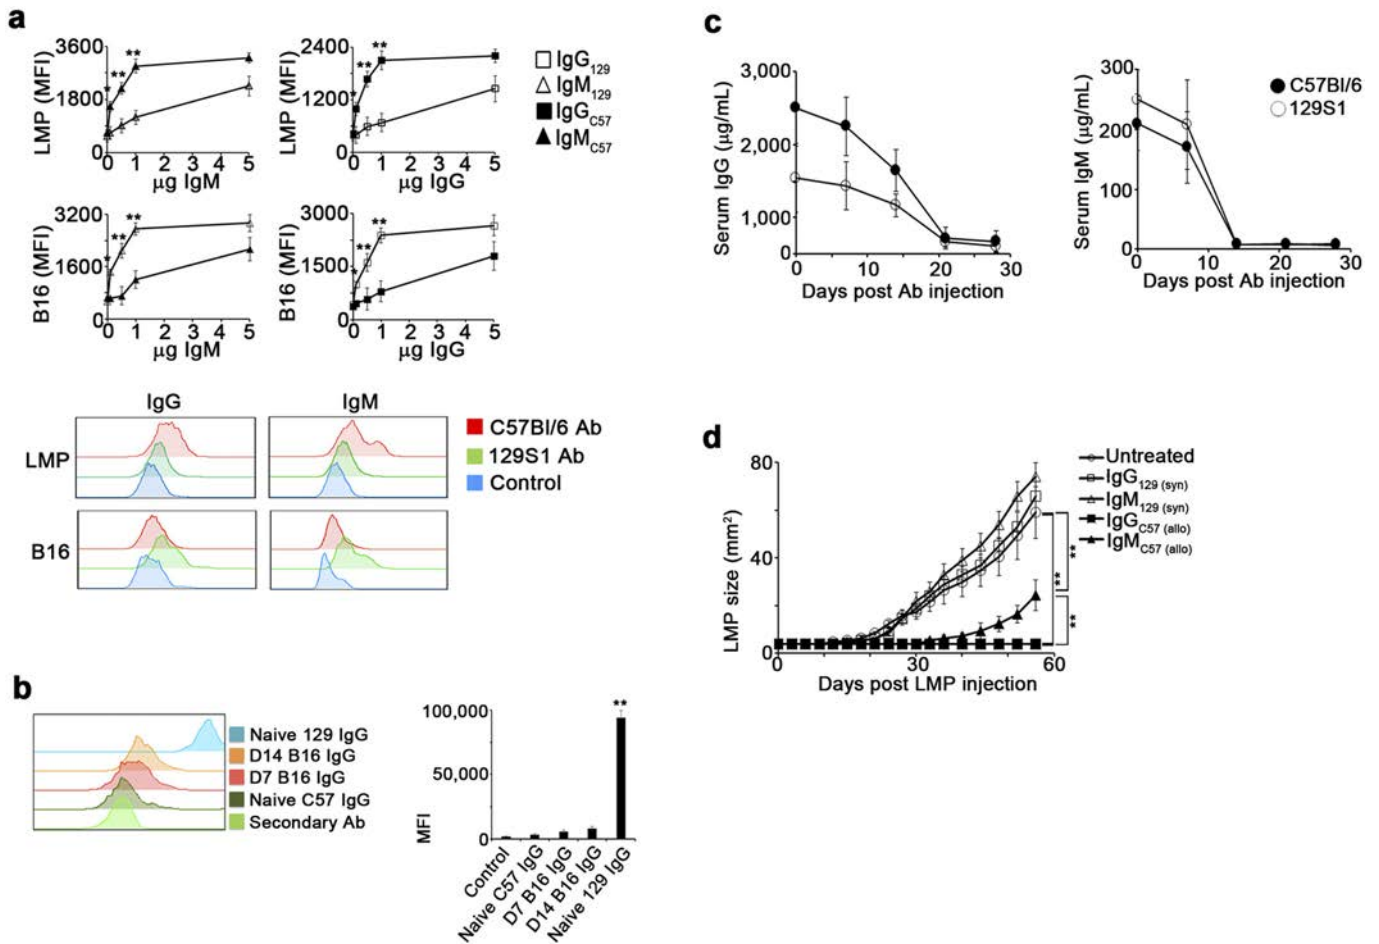 a
LMP (MFI)
3600
1800
0
*
**
**
0 1 2 3 4 5
μg IgM
LMP (MFI)
2400
1200
0
*
**
**
0 1 2 3 4 5
μg IgG
IgG129
IgM129
IgGC57
IgMC57
B16 (MFI)
3200
1600
0
*
**
**
0 1 2 3 4 5
μg IgM
B16 (MFI)
3000
1500
0
*
**
**
0 1 2 3 4 5
μg IgG
IgG IgM
LMP
B16
C57Bl/6 Ab
129S1 Ab
Control
b
Naive 129 IgG
D14 B16 IgG
D7 B16 IgG
Naive C57 IgG
Secondary Ab
MFI
100,000
50,000
0
**
Control
Naive C57 IgG
D7 B16 IgG
D14 B16 IgG
Naive 129 IgG
c
Serum IgG (μg/mL)
3,000
2,000
1,000
0
0 10 20 30
Days post Ab injection
Serum IgM (μg/mL)
300
200
100
0
0 10 20 30
Days post Ab injection
C57Bl/6
129S1
d
LMP size (mm²)
80
40
0
0 30 60
Days post LMP injection
Untreated
IgG129 (syn)
IgM129 (syn)
IgGC57 (allo)
IgMC57 (allo)
**
**
**